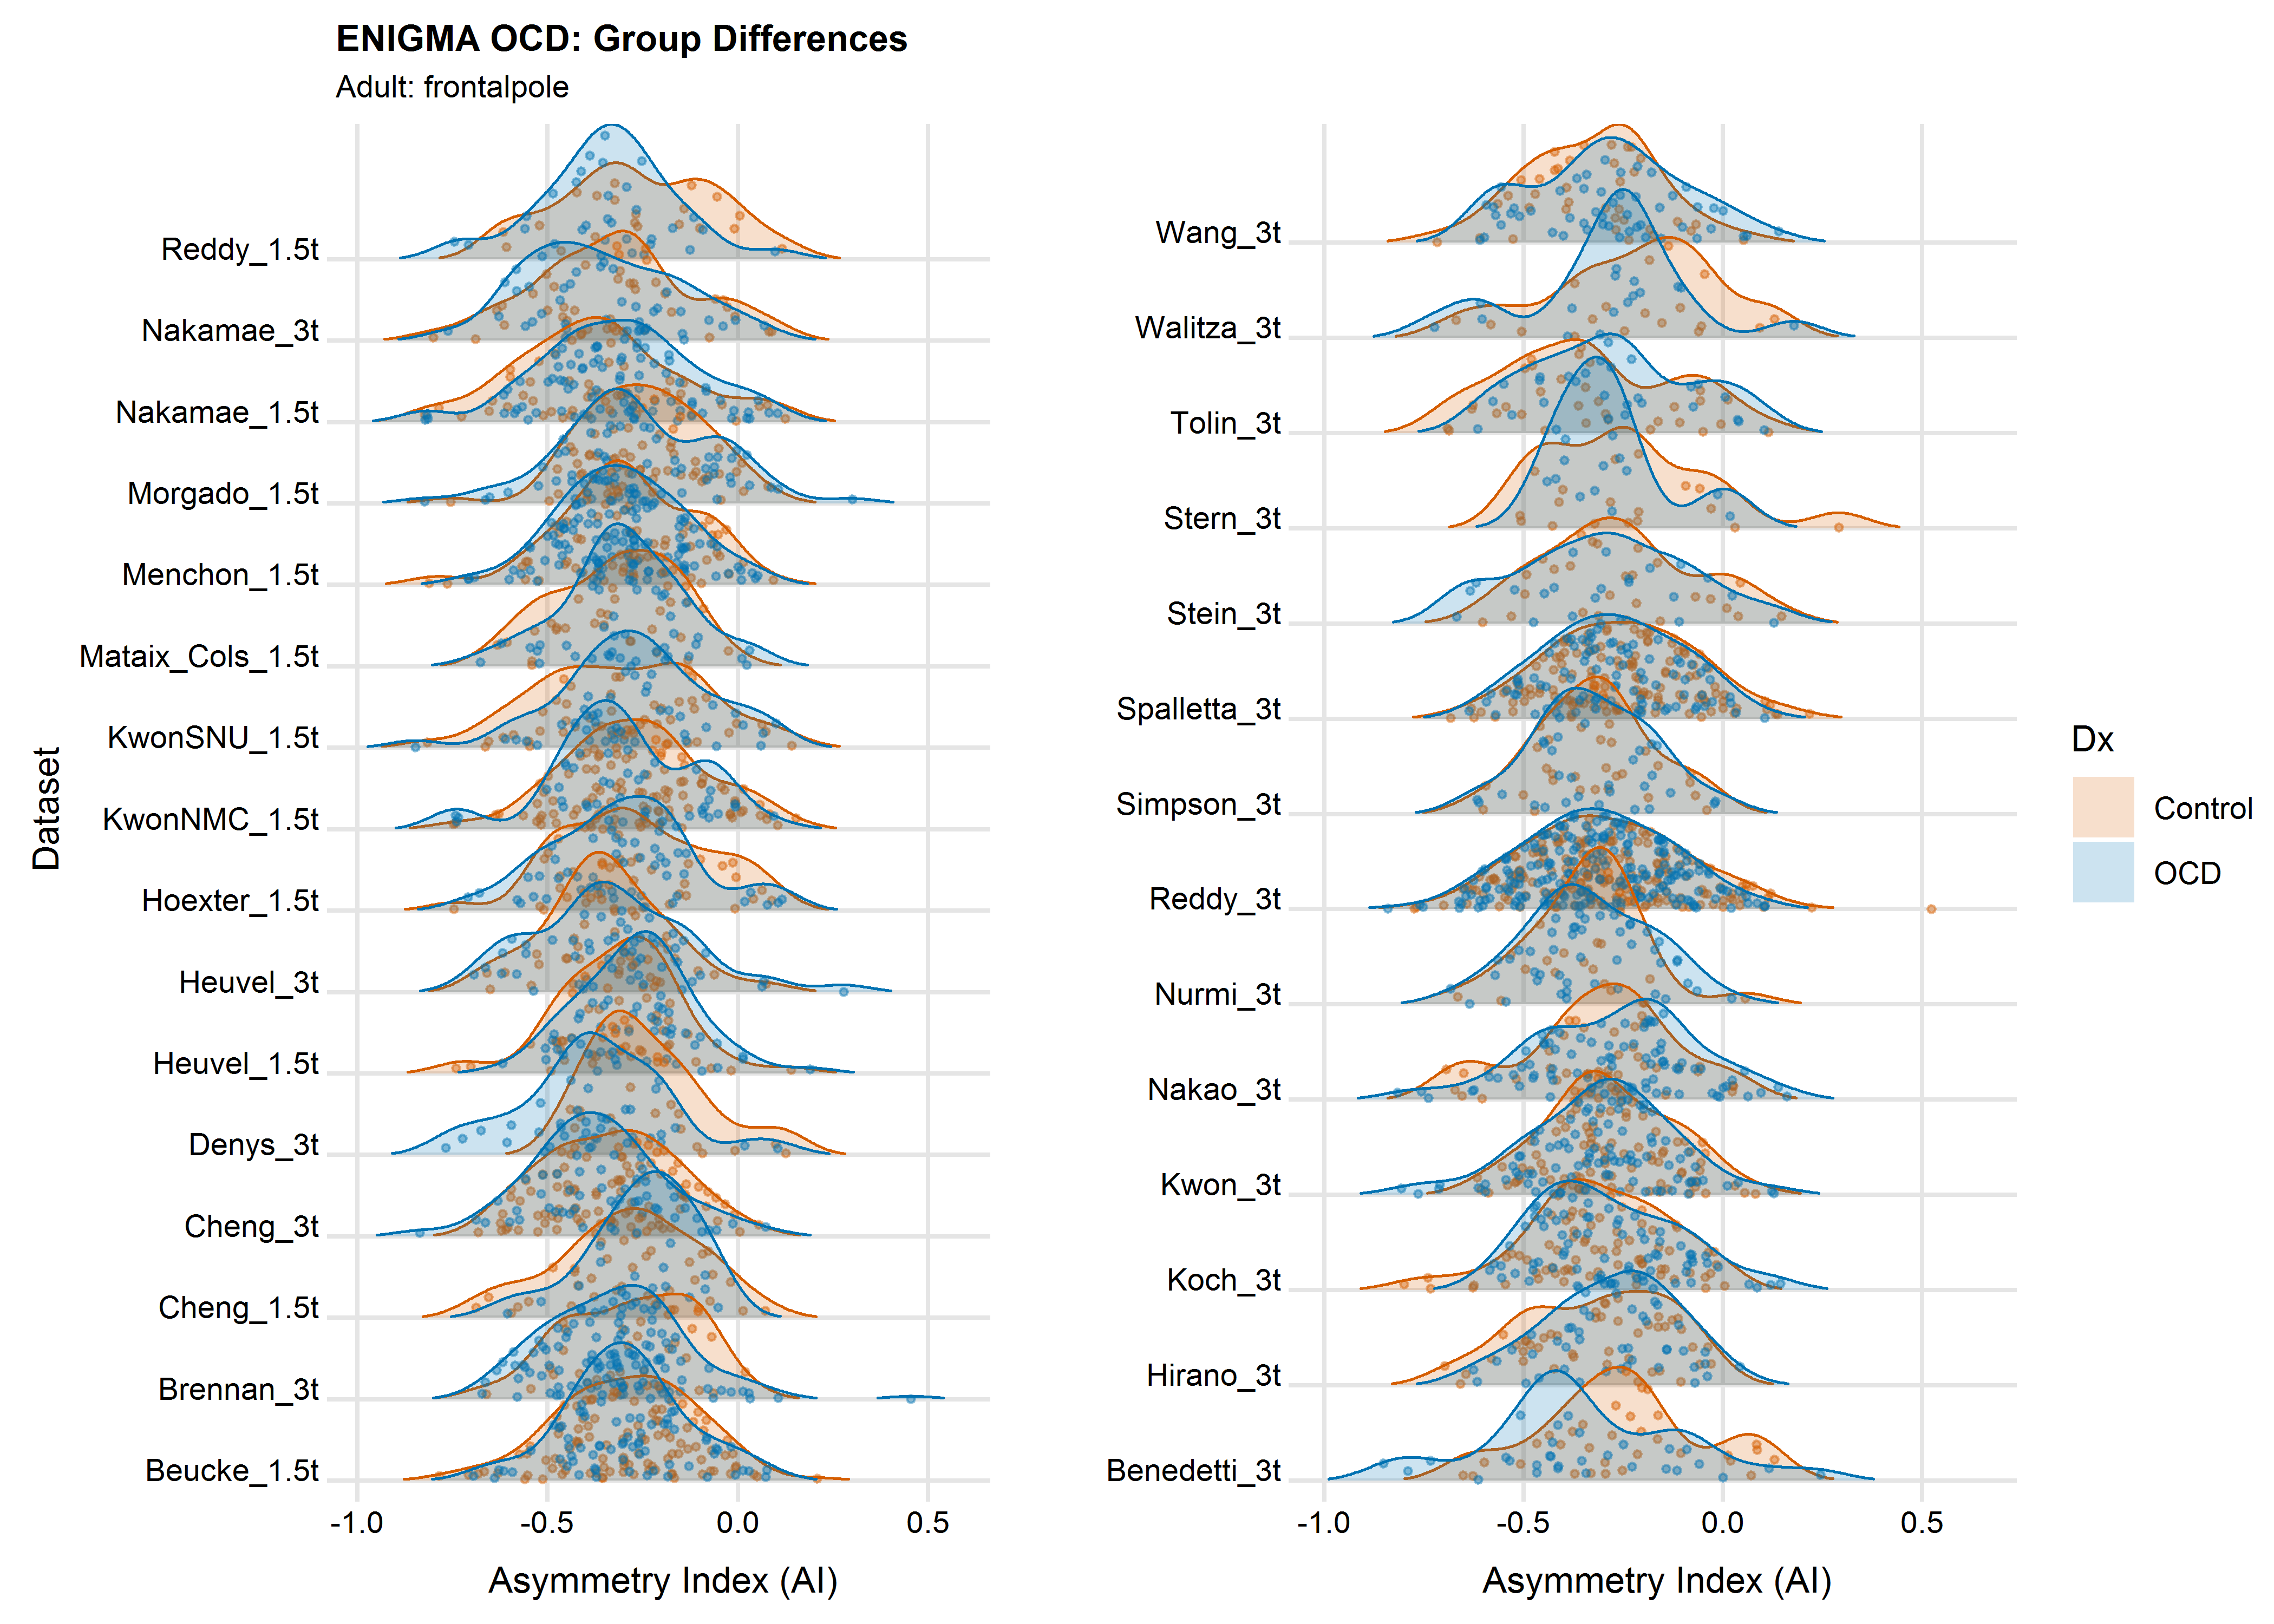 ENIGMA OCD: Group Differences
Adult: frontalpole
Dataset
Reddy_1.5t
Nakamae_3t
Nakamae_1.5t
Morgado_1.5t
Menchon_1.5t
Mataix_Cols_1.5t
KwonSNU_1.5t
KwonNMC_1.5t
Hoexter_1.5t
Heuvel_3t
Heuvel_1.5t
Denys_3t
Cheng_3t
Cheng_1.5t
Brennan_3t
Beucke_1.5t
-1.0 -0.5 0.0 0.5
Asymmetry Index (AI)
Wang_3t
Walitza_3t
Tolin_3t
Stern_3t
Stein_3t
Spalletta_3t
Simpson_3t
Reddy_3t
Nurmi_3t
Nakao_3t
Kwon_3t
Koch_3t
Hirano_3t
Benedetti_3t
-1.0 -0.5 0.0 0.5
Asymmetry Index (AI)
Dx
Control
OCD